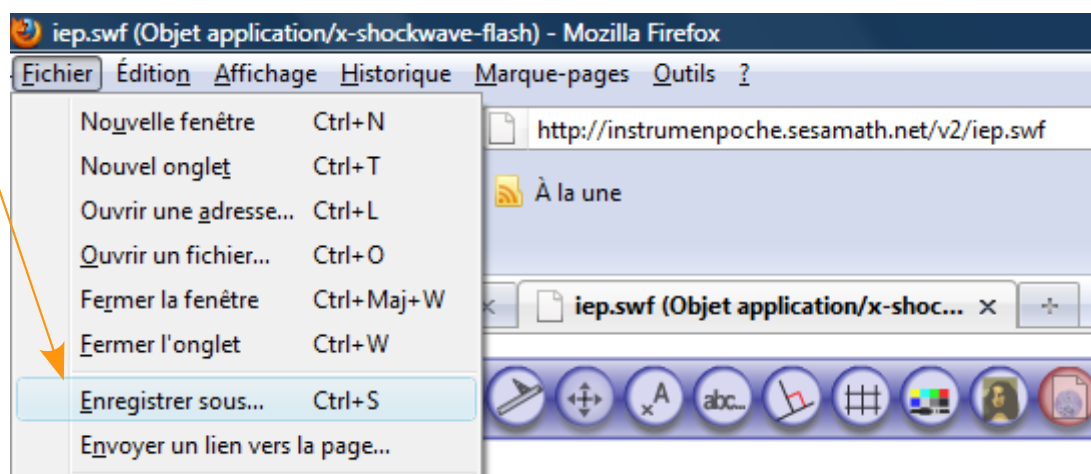 iep.swf (Objet application/x-shockwave-flash) - Mozilla Firefox
Fichier Édition Affichage Historique Marque-pages Outils ?
Nouvelle fenêtre Ctrl+N
http://instrumenpoche.sesamath.net/v2/iep.swf
Nouvel onglet Ctrl+T
À la une
Ouvrir une adresse... Ctrl+L
Ouvrir un fichier... Ctrl+O
Fermer la fenêtre Ctrl+Maj+W
iep.swf (Objet application/x-shoc...
Fermer l'onglet Ctrl+W
Enregistrer sous... Ctrl+S
A abc...
Envoyer un lien vers la page...